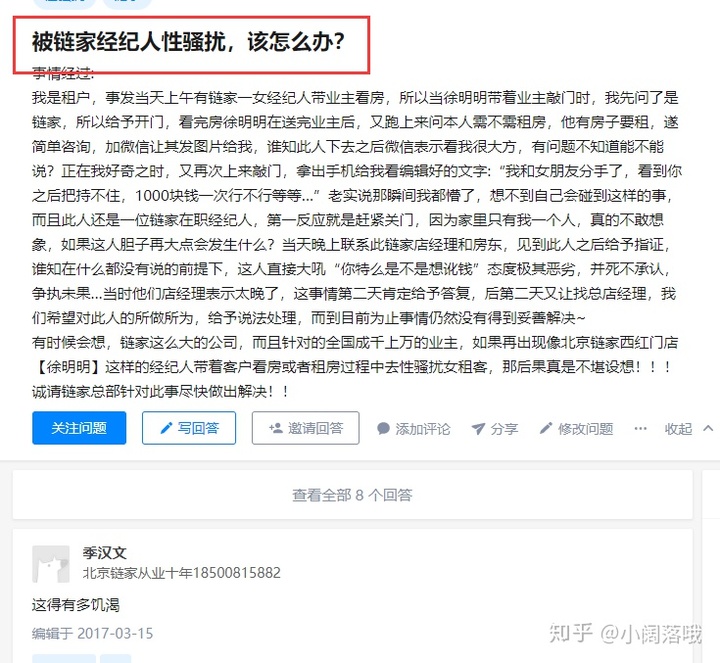 被链家经纪人性骚扰，该怎么办？
事情经过:
我是租户，事发当天上午有链家一女经纪人带业主看房，所以当徐明明带着业主敲门时，我先问了是
链家，所以给予开门，看完房徐明明在送完业主后，又跑上来问本人需不需租房，他有房子要租，遂
简单咨询，加微信让其发图片给我，谁知此人下去之后微信表示看我很大方，有问题不知道能不能
说？正在我好奇之时，又再次上来敲门，拿出手机给我看编辑好的文字: “我和女朋友分手了，看到你
之后把持不住，1000块钱一次行不行等等...” 老实说那瞬间我都懵了，想不到自己会碰到这样的事，
而且此人还是一位链家在职经纪人，第一反应就是赶紧关门，因为家里只有我一个人，真的不敢想
象，如果这人胆子再大点会发生什么？当天晚上联系此链家店经理和房东，见到此人之后给予指证，
谁知在什么都没有说的前提下，这人直接大吼“你特么是不是想讹钱” 态度极其恶劣，并死不承认，
争执未果...当时他们店经理表示太晚了，这事情第二天肯定给予答复，后第二天又让找总店经理，我
们希望对此人的所做所为，给予说法处理，而到目前为止事情仍然没有得到妥善解决~
有时候会想，链家这么大的公司，而且针对的全国成千上万的业主，如果再出现像北京链家西红门店
【徐明明】这样的经纪人带着客户看房或者租房过程中去性骚扰女租客，那后果真是不堪设想！！！
诚请链家总部针对此事尽快做出解决！！
关注问题 写回答 邀请回答 添加评论 分享 修改问题 ··· 收起
查看全部 8 个回答
季汉文
北京链家从业十年18500815882
这得有多饥渴
编辑于 2017-03-15
知乎 @小阔落哦